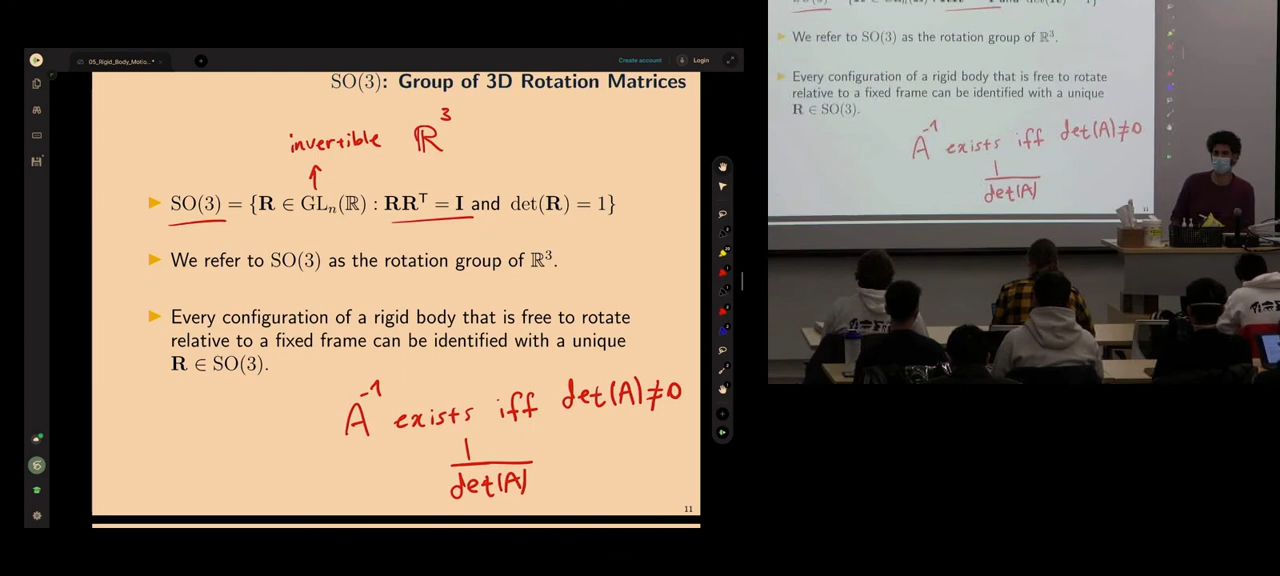 05_Rigid_Body_Motio...*
Create account
Login
SO(3): Group of 3D Rotation Matrices
invertible ℝ³
↑
SO(3) = {R ∈ GLₙ(ℝ) : RRᵀ = I and det(R) = 1}
We refer to SO(3) as the rotation group of ℝ³.
Every configuration of a rigid body that is free to rotate
relative to a fixed frame can be identified with a unique
R ∈ SO(3).
A⁻¹ exists iff det(A)≠0
1
det(A)
11
We refer to SO(3) as the rotation group of ℝ³.
Every configuration of a rigid body that is free to rotate
relative to a fixed frame can be identified with a unique
R ∈ SO(3).
A⁻¹ exists iff det(A)≠0
1
det(A)
11